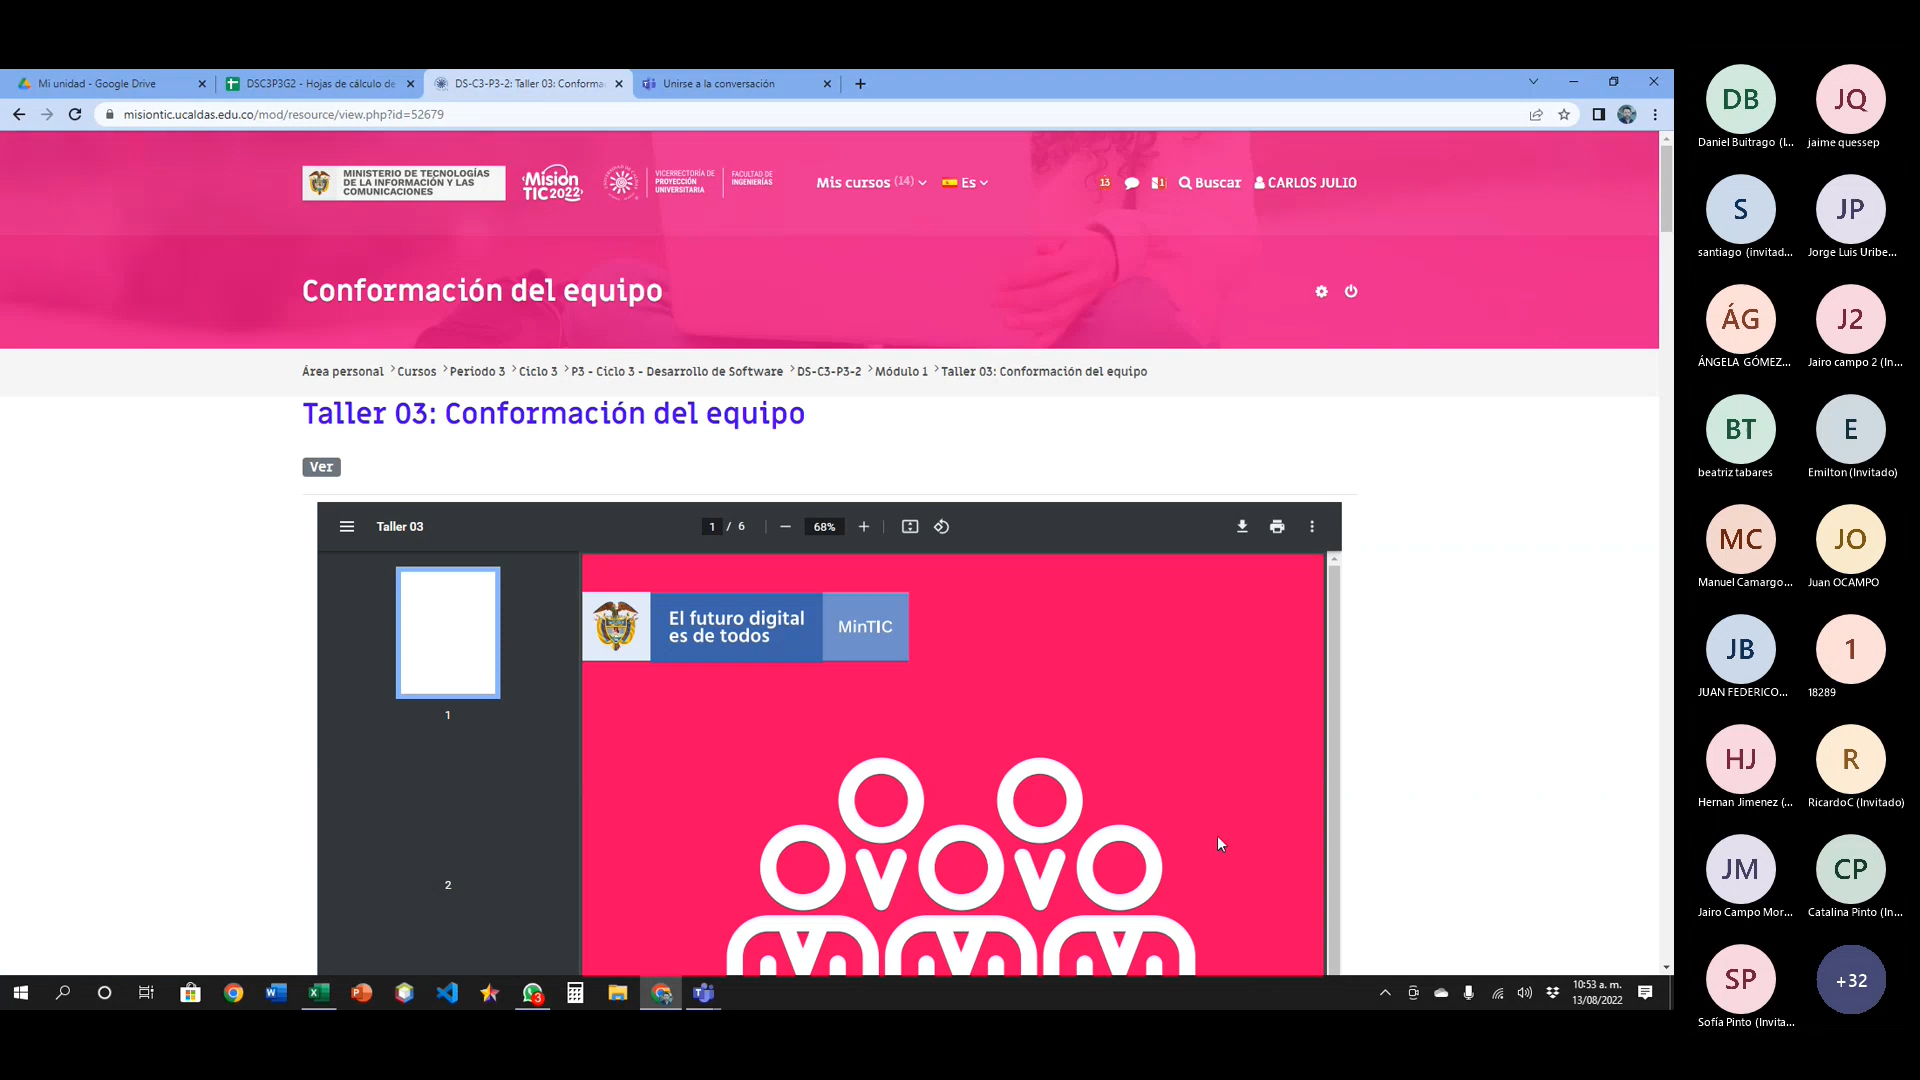 Mi unidad - Google Drive
DSC3P3G2 - Hojas de cálculo de
DS-C3-P3-2: Taller 03: Conforma
Unirse a la conversación
misiontic.ucaldas.edu.co/mod/resource/view.php?id=52679
MINISTERIO DE TECNOLOGÍAS
DE LA INFORMACIÓN Y LAS
COMUNICACIONES
Misión
TIC2022
VICERRECTORÍA DE
PROYECCIÓN
UNIVERSITARIA
FACULTAD DE
INGENIERÍAS
Mis cursos (14)
Es
13
1
Buscar
CARLOS JULIO
Conformación del equipo
Área personal
Cursos
Periodo 3
Ciclo 3
P3 - Ciclo 3 - Desarrollo de Software
DS-C3-P3-2
Módulo 1
Taller 03: Conformación del equipo
Taller 03: Conformación del equipo
Ver
Taller 03
1 / 6
68%
1
2
El futuro digital
es de todos
MinTIC
3
10:53 a. m.
13/08/2022
DB
Daniel Buitrago (I...
JQ
jaime quessep
S
santiago (invitad...
JP
Jorge Luis Uribe...
ÁG
ÁNGELA GÓMEZ...
J2
Jairo campo 2 (In...
BT
beatriz tabares
E
Emilton (Invitado)
MC
Manuel Camargo...
JO
Juan OCAMPO
JB
JUAN FEDERICO...
1
18289
HJ
Hernan Jimenez (...
R
RicardoC (Invitado)
JM
Jairo Campo Mor...
CP
Catalina Pinto (In...
SP
Sofía Pinto (Invita...
+32